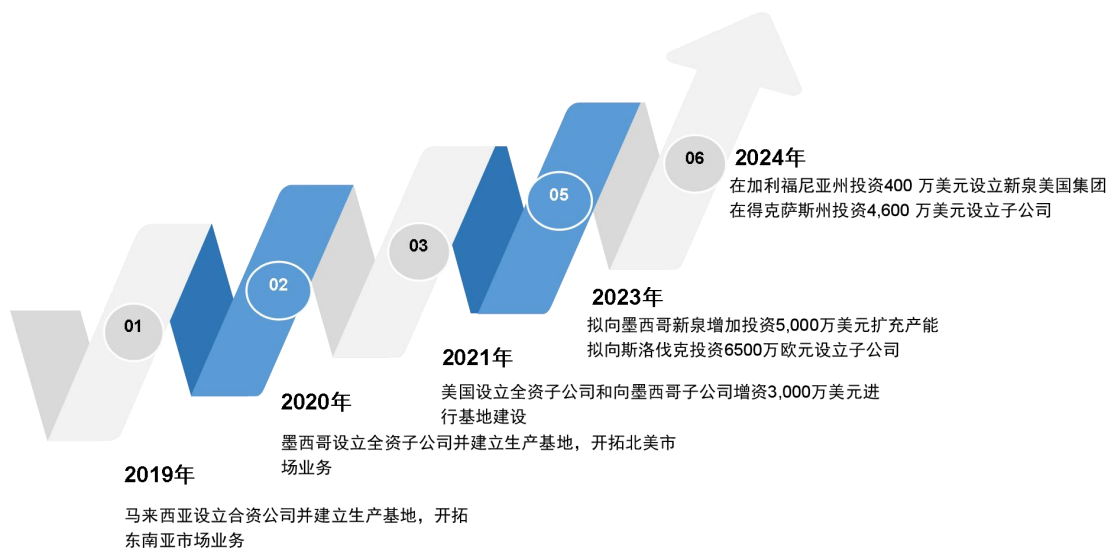 01
2019年
马来西亚设立合资公司并建立生产基地，开拓
东南亚市场业务
02
2020年
墨西哥设立全资子公司并建立生产基地，开拓北美市
场业务
03
2021年
美国设立全资子公司和向墨西哥子公司增资3,000万美元进
行基地建设
05
2023年
拟向墨西哥新泉增加投资5,000万美元扩充产能
拟向斯洛伐克投资6500万欧元设立子公司
06
2024年
在加利福尼亚州投资400 万美元设立新泉美国集团
在得克萨斯州投资4,600 万美元设立子公司